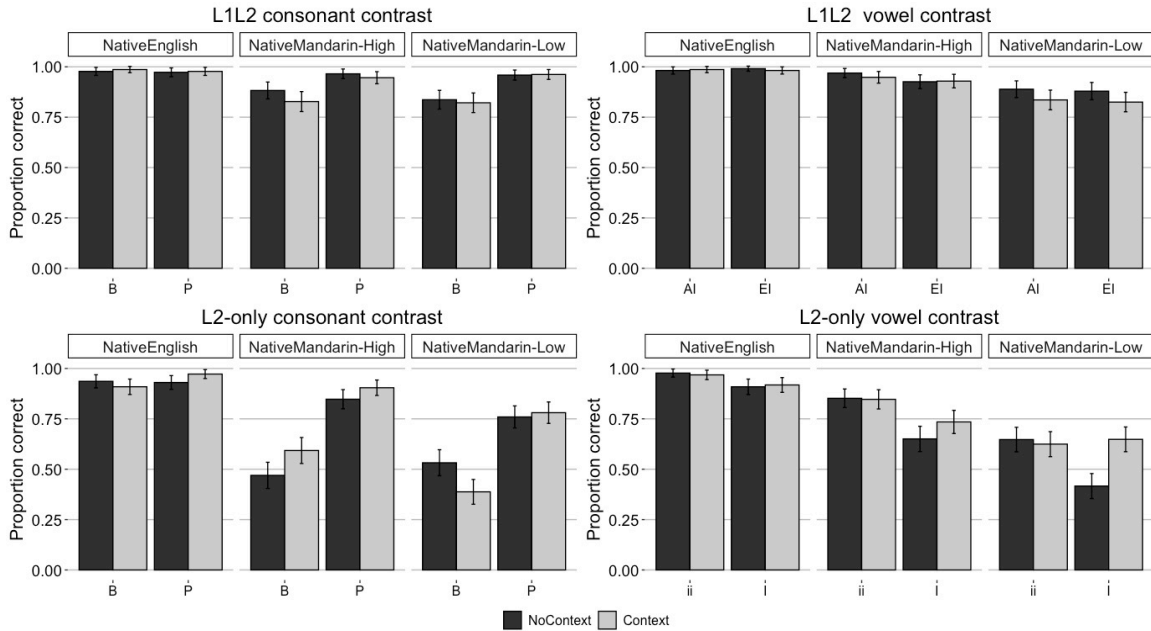 L1L2 consonant contrast
NativeEnglish NativeMandarin-High NativeMandarin-Low
Proportion correct
1.00
0.75
0.50
0.25
0.00
B P B P B P
L1L2 vowel contrast
NativeEnglish NativeMandarin-High NativeMandarin-Low
Proportion correct
1.00
0.75
0.50
0.25
0.00
AI EI AI EI AI EI
L2-only consonant contrast
NativeEnglish NativeMandarin-High NativeMandarin-Low
Proportion correct
1.00
0.75
0.50
0.25
0.00
B P B P B P
L2-only vowel contrast
NativeEnglish NativeMandarin-High NativeMandarin-Low
Proportion correct
1.00
0.75
0.50
0.25
0.00
ii I ii I ii I
NoContext Context